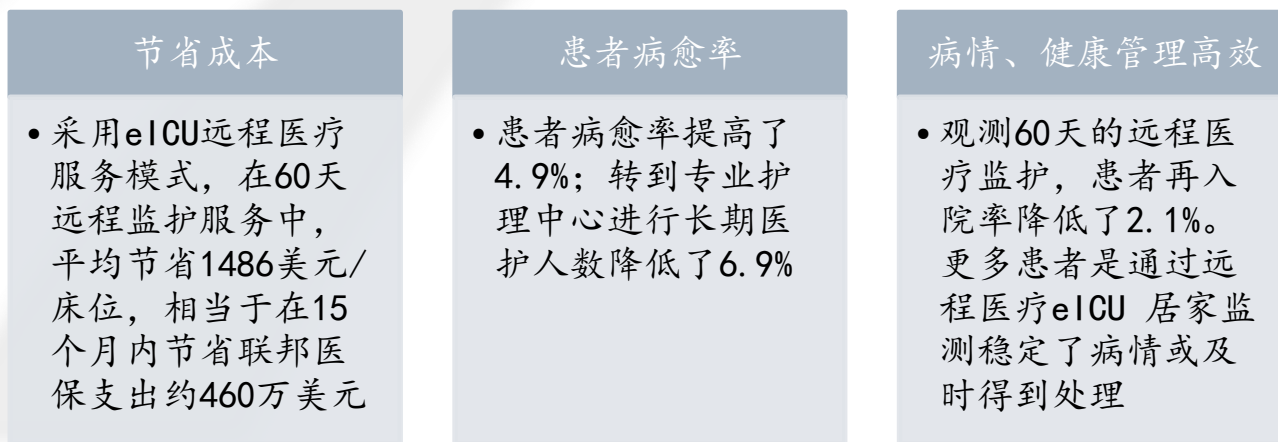 节省成本
• 采用eICU远程医疗
服务模式，在60天
远程监护服务中，
平均节省1486美元/
床位，相当于在15
个月内节省联邦医
保支出约460万美元
患者病愈率
• 患者病愈率提高了
4.9%；转到专业护
理中心进行长期医
护人数降低了6.9%
病情、健康管理高效
• 观测60天的远程医
疗监护，患者再入
院率降低了2.1%。
更多患者是通过远
程医疗eICU 居家监
测稳定了病情或及
时得到处理